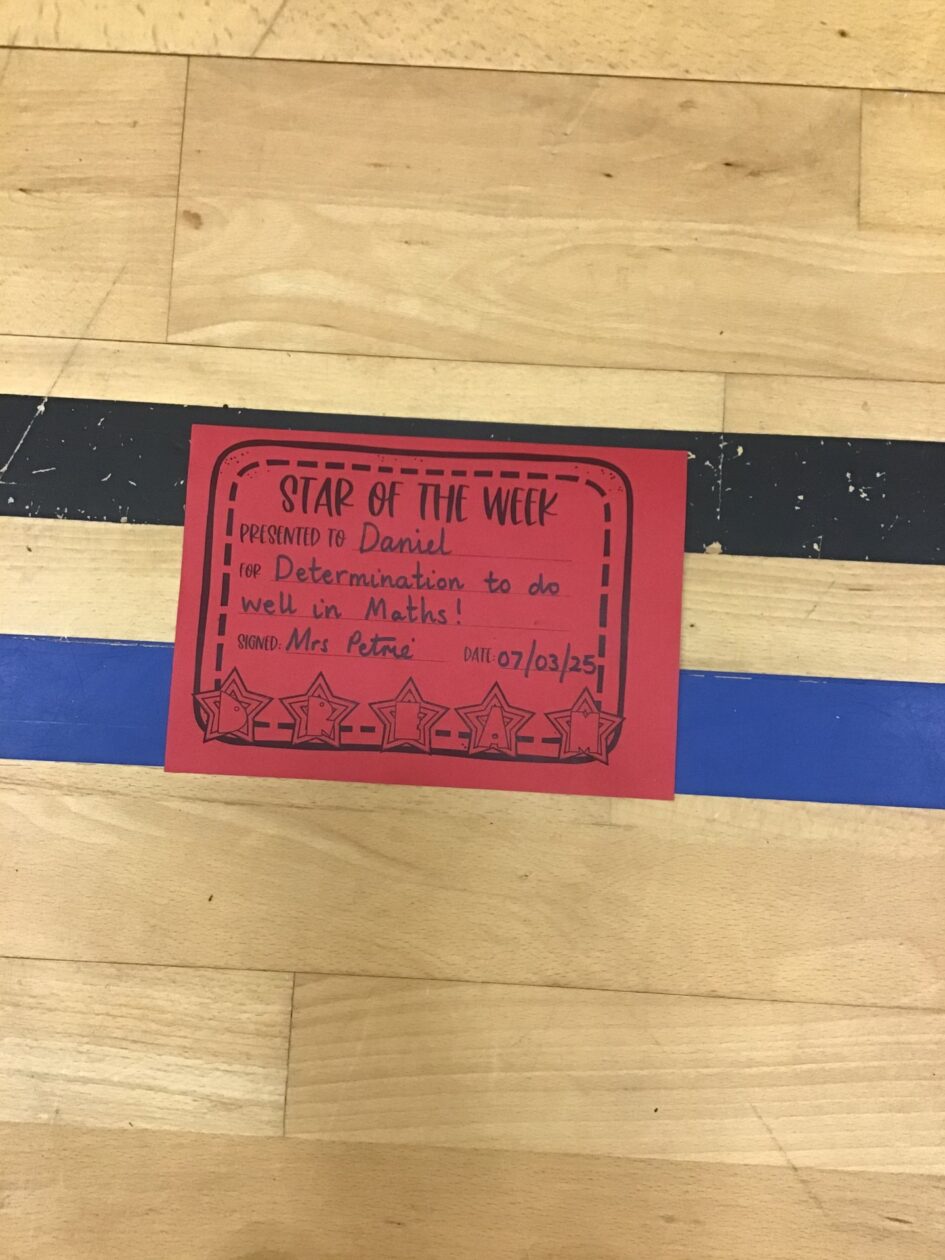 STAR OF THE WEEK
PRESENTED TO Daniel
FOR Determination to do
well in Maths!
SIGNED: Mrs Petrie DATE: 07/03/25
D R E A M